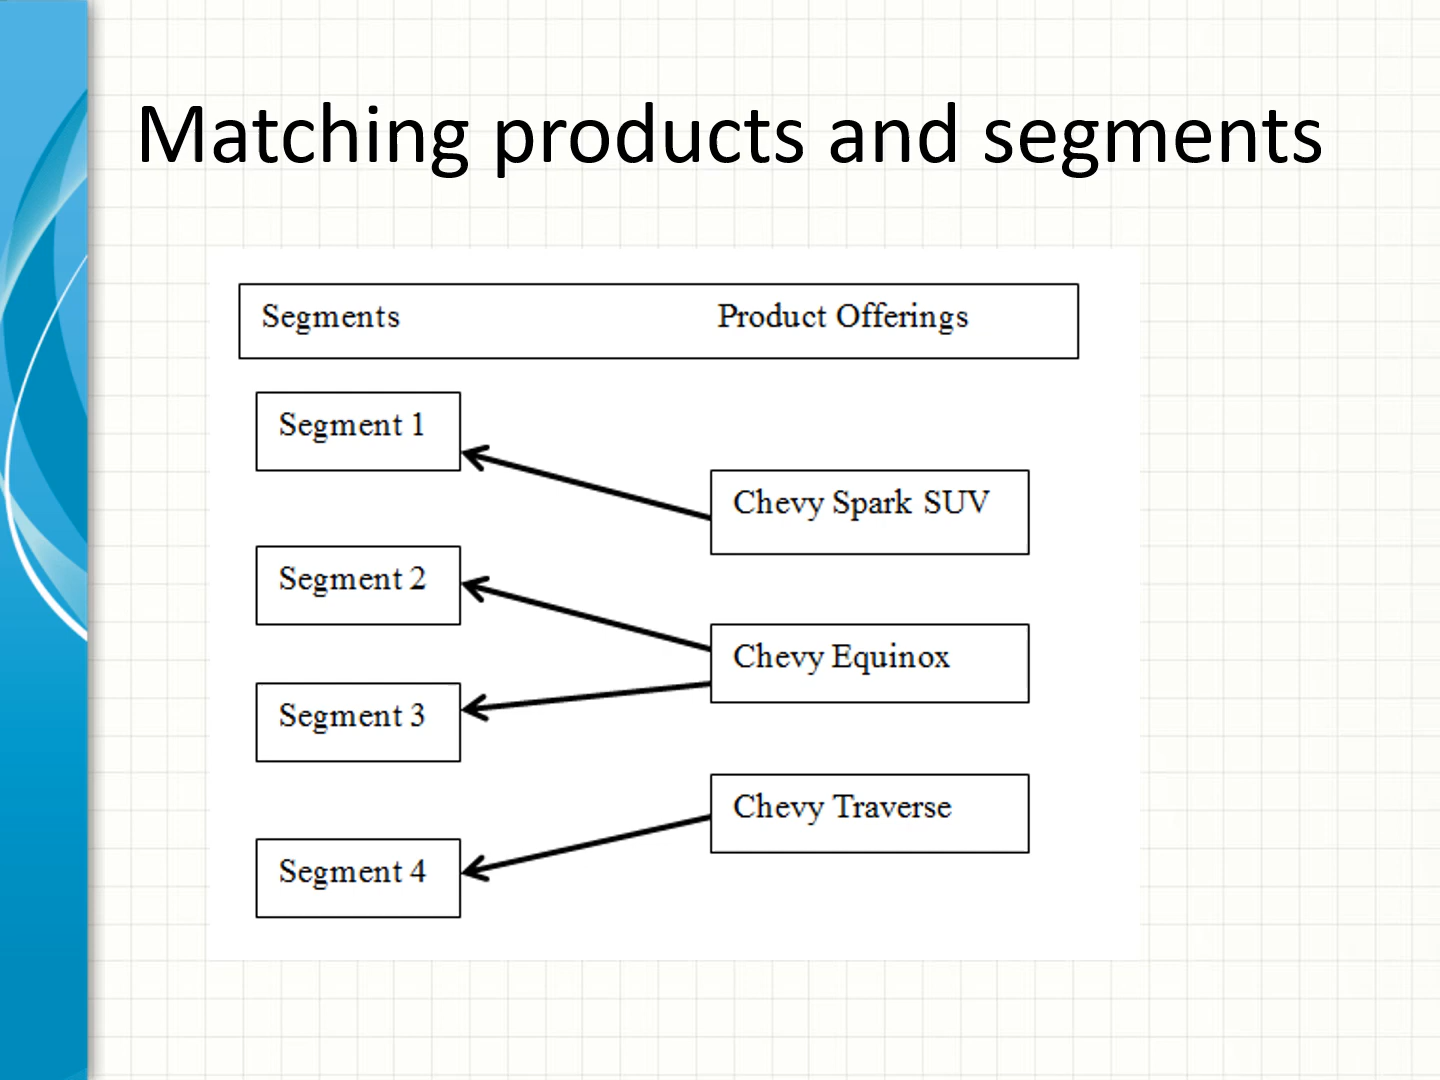 Matching products and segments
Segments Product Offerings
Segment 1
Chevy Spark SUV
Segment 2
Chevy Equinox
Segment 3
Chevy Traverse
Segment 4